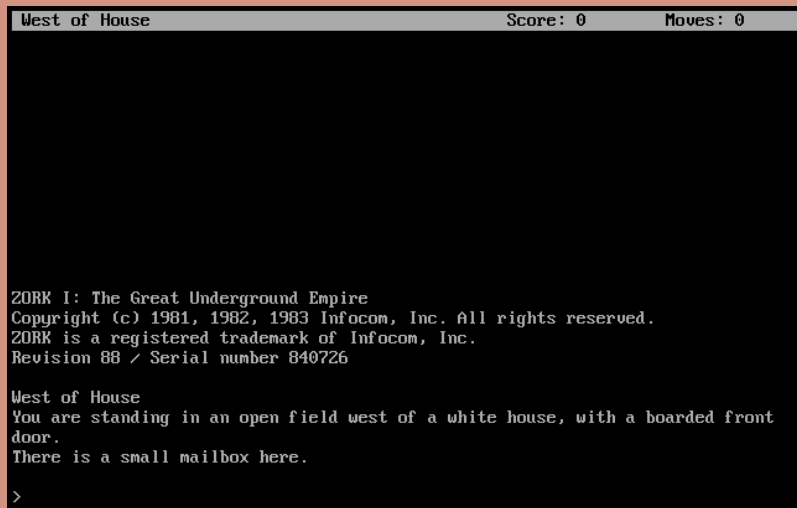 West of House Score: 0 Moves: 0
ZORK I: The Great Underground Empire
Copyright (c) 1981, 1982, 1983 Infocom, Inc. All rights reserved.
ZORK is a registered trademark of Infocom, Inc.
Revision 88 / Serial number 840726
West of House
You are standing in an open field west of a white house, with a boarded front
door.
There is a small mailbox here.
>